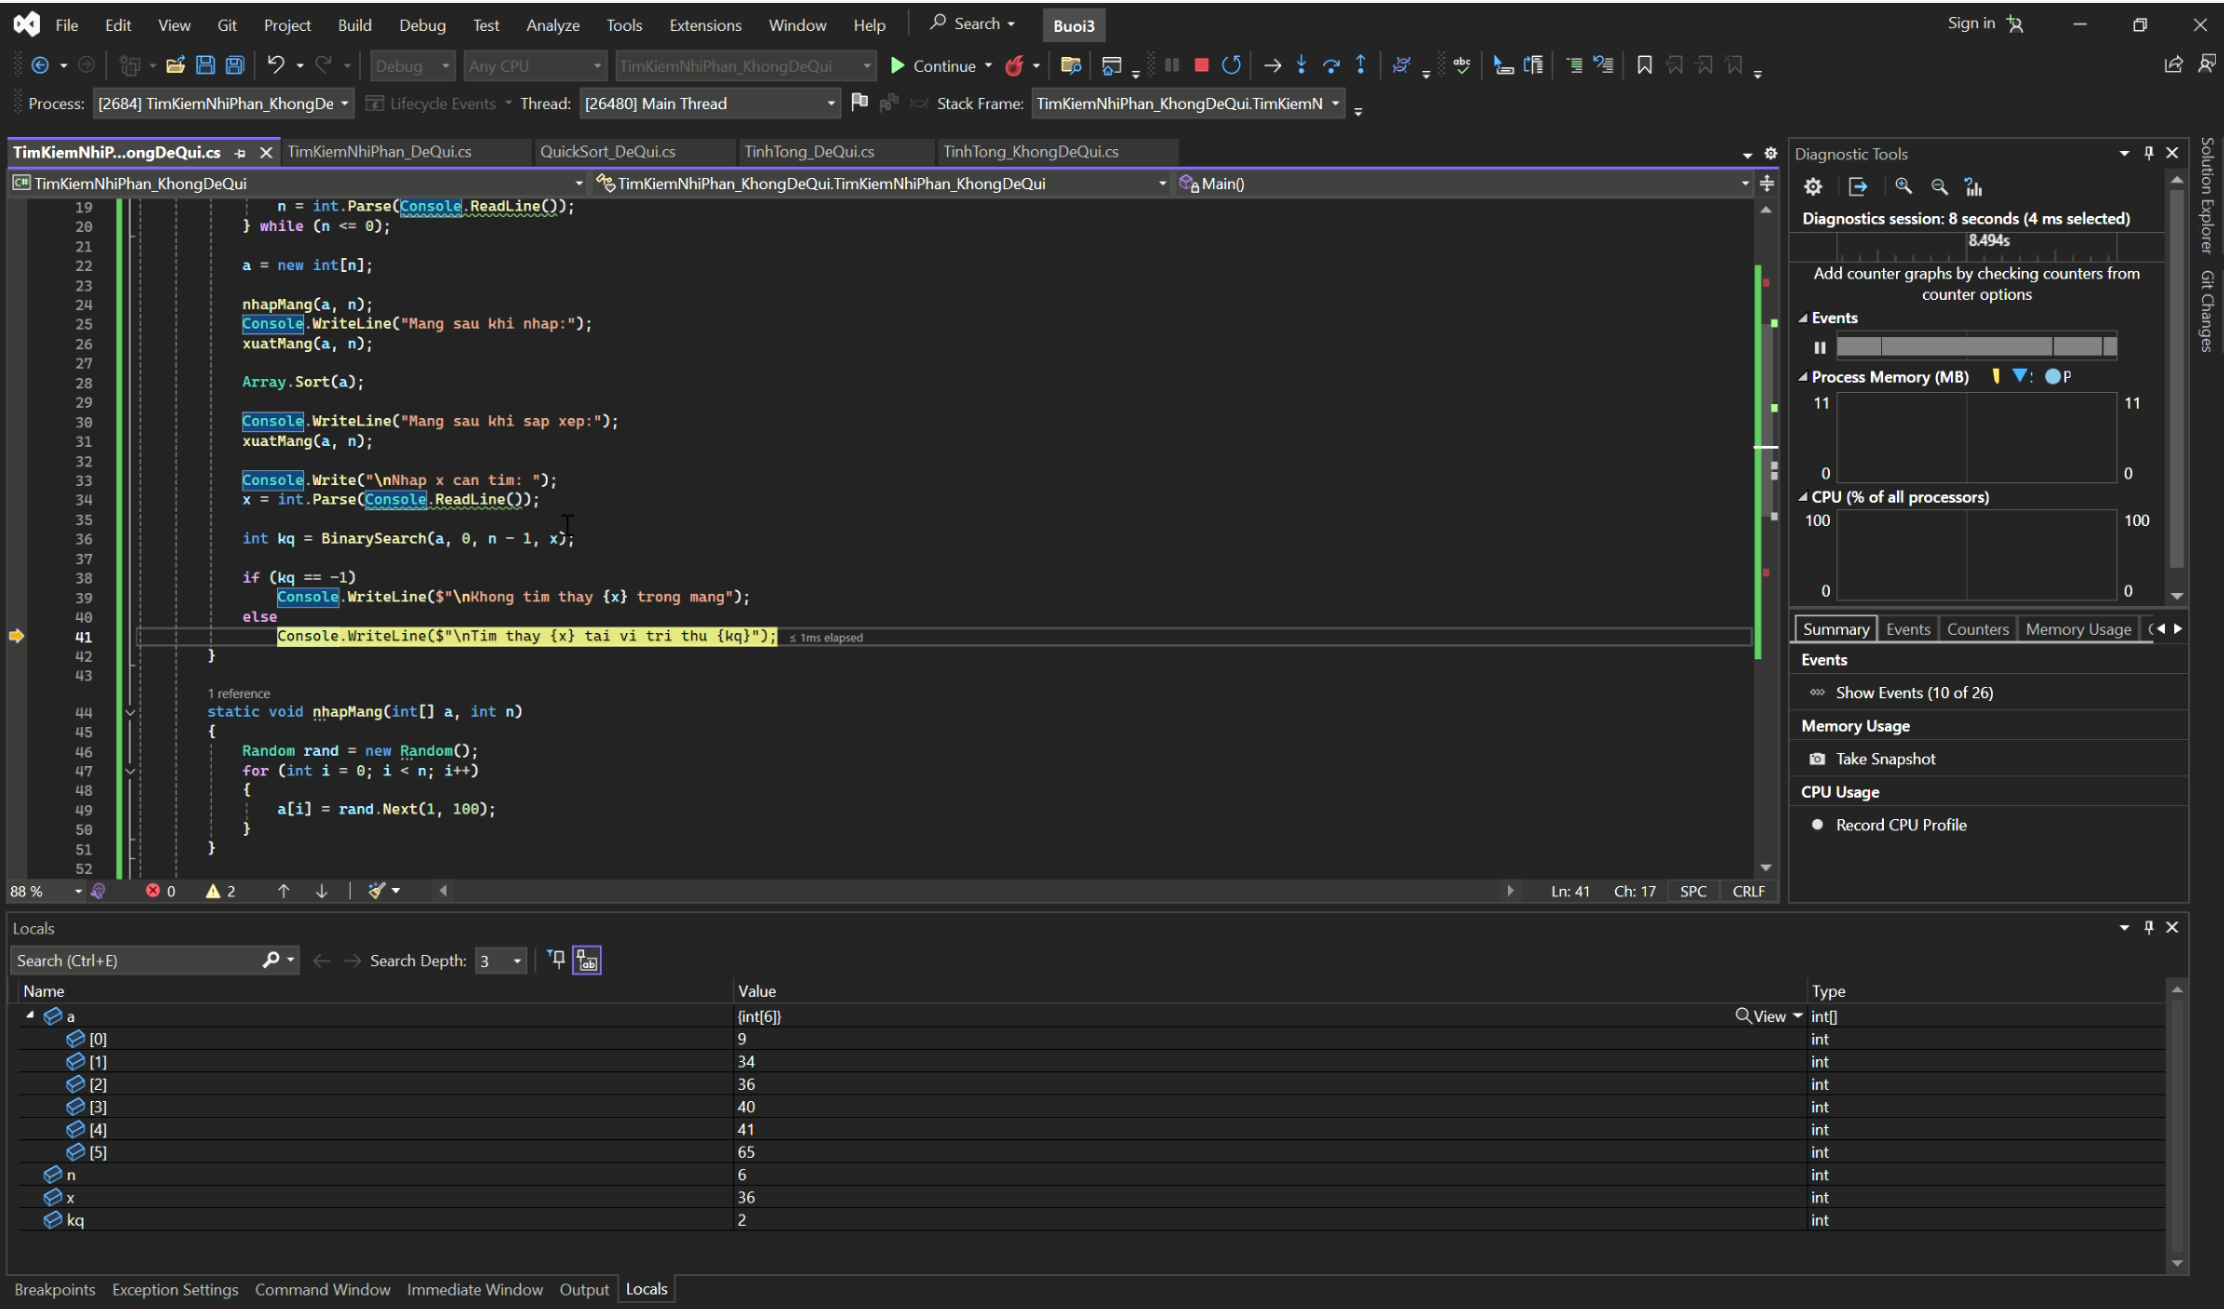 File Edit View Git Project Build Debug Test Analyze Tools Extensions Window Help Search Buoi3 Sign in
Debug Any CPU TimKiemNhiPhan_KhongDeQui Continue
Process: [2684] TimKiemNhiPhan_KhongDe Lifecycle Events Thread: [26480] Main Thread Stack Frame: TimKiemNhiPhan_KhongDeQui.TimKiemN
TimKiemNhiP...ongDeQui.cs TimKiemNhiPhan_DeQui.cs QuickSort_DeQui.cs TinhTong_DeQui.cs TinhTong_KhongDeQui.cs
TimKiemNhiPhan_KhongDeQui TimKiemNhiPhan_KhongDeQui.TimKiemNhiPhan_KhongDeQui Main()
19 n = int.Parse(Console.ReadLine());
20 } while (n <= 0);
21
22 a = new int[n];
23
24 nhapMang(a, n);
25 Console.WriteLine("Mang sau khi nhap:");
26 xuatMang(a, n);
27
28 Array.Sort(a);
29
30 Console.WriteLine("Mang sau khi sap xep:");
31 xuatMang(a, n);
32
33 Console.Write("\nNhap x can tim: ");
34 x = int.Parse(Console.ReadLine());
35
36 int kq = BinarySearch(a, 0, n - 1, x);
37
38 if (kq == -1)
39 Console.WriteLine($"\nKhong tim thay {x} trong mang");
40 else
41 Console.WriteLine($"\nTim thay {x} tai vi tri thu {kq}"); ≤ 1ms elapsed
42 }
43
1 reference
44 static void nhapMang(int[] a, int n)
45 {
46 Random rand = new Random();
47 for (int i = 0; i < n; i++)
48 {
49 a[i] = rand.Next(1, 100);
50 }
51 }
52
88 % 0 2 Ln: 41 Ch: 17 SPC CRLF
Diagnostic Tools
Diagnostics session: 8 seconds (4 ms selected)
8.494s
Add counter graphs by checking counters from
counter options
Events
Process Memory (MB) P
11 11
0 0
CPU (% of all processors)
100 100
0 0
Summary Events Counters Memory Usage
Events
Show Events (10 of 26)
Memory Usage
Take Snapshot
CPU Usage
Record CPU Profile
Solution Explorer
Git Changes
Locals
Search (Ctrl+E) Search Depth: 3
Name Value Type
a {int[6]} View int[]
[0] 9 int
[1] 34 int
[2] 36 int
[3] 40 int
[4] 41 int
[5] 65 int
n 6 int
x 36 int
kq 2 int
Breakpoints Exception Settings Command Window Immediate Window Output Locals